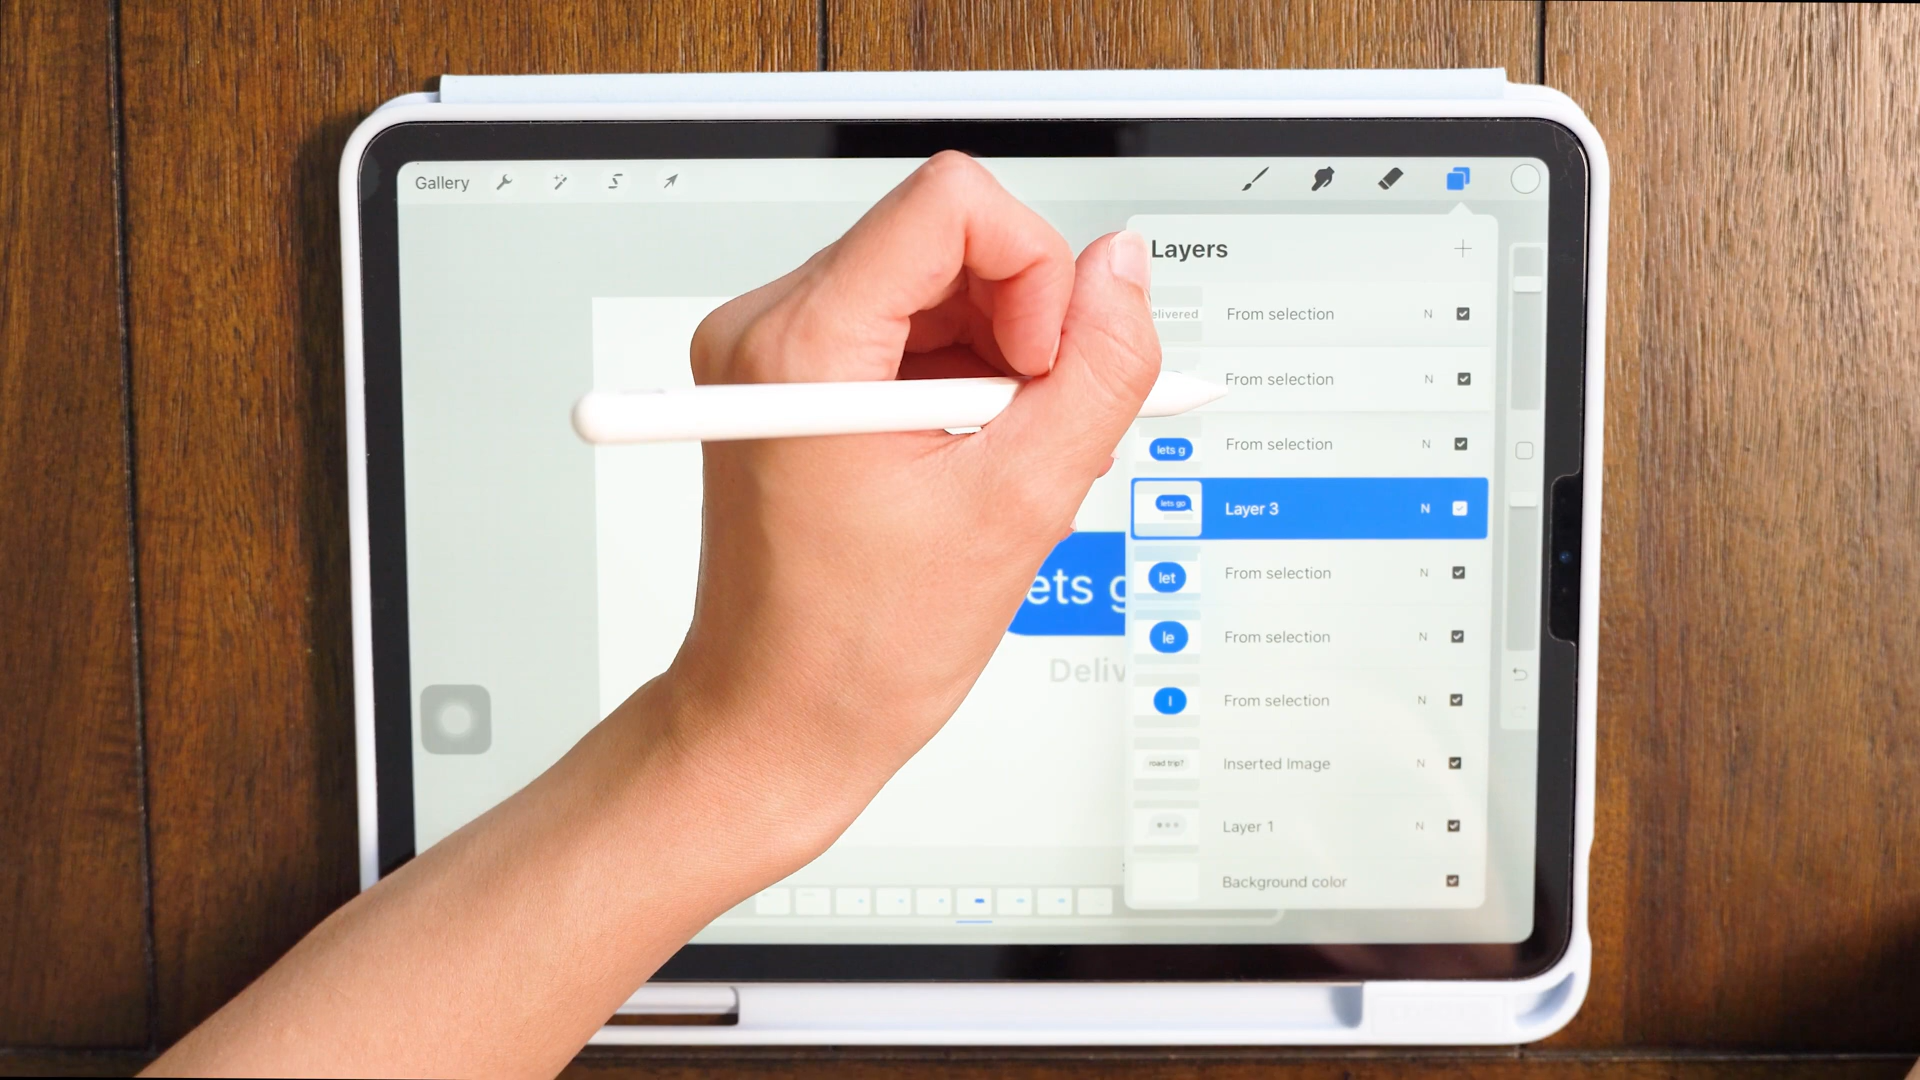 Gallery
Layers
elivered From selection N
From selection N
lets g From selection N
lets go Layer 3 N
let From selection N
le From selection N
l From selection N
road trip? Inserted Image N
Layer 1 N
Background color
ets g
Deliv